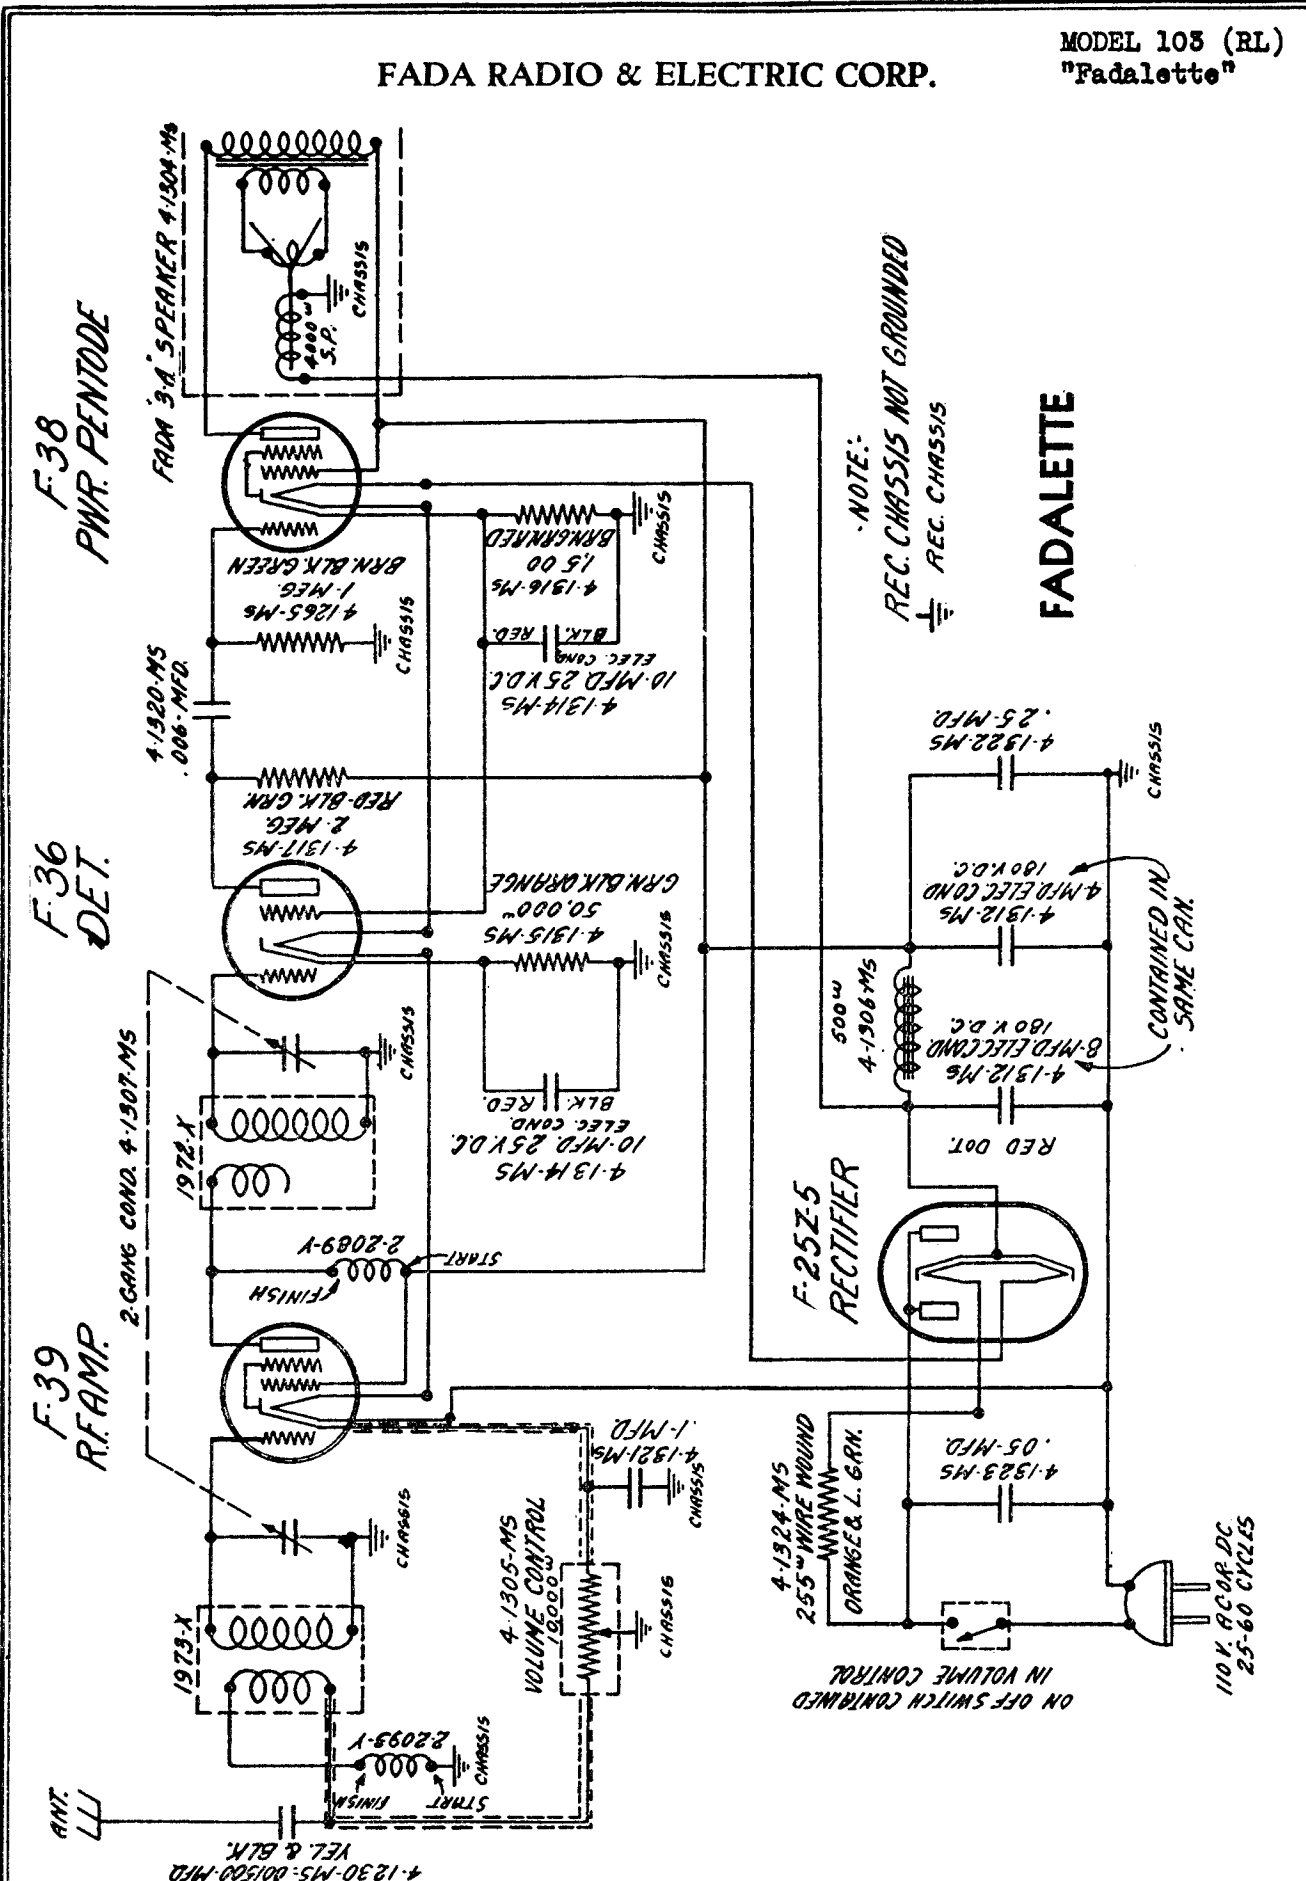 MODEL 103 (RL)
"Fadalette"
FADA RADIO & ELECTRIC CORP.
FADA "3-A" SPEAKER 4-1304-MS
CHASSIS
4000ω
S.P.
F-38
PWR. PENTODE
BRN. BLK. GREEN
1-MEG.
4-1265-MS
CHASSIS
BRN.GRN.RED
1,500
4-1316-MS
CHASSIS
BLK. RED.
ELEC. COND
10-MFD. 25 V.D.C.
4-1314-MS
4-1320-MS
.006-MFD.
RED-BLK. GRN.
2-MEG.
4-1317-MS
F-36
DET.
GRN. BLK. ORANGE
50,000ω
4-1315-MS
CHASSIS
BLK. RED.
ELEC. COND.
10-MFD. 25 V.D.C.
4-1314-MS
CHASSIS
2-GANG COND. 4-1307-MS
1972-X
2-2089-Y
START
FINISH
F-39
R.F. AMP.
CHASSIS
1973-X
4-1305-MS
VOLUME CONTROL
10,000ω
CHASSIS
.1-MFD.
4-1321-MS
CHASSIS
2-2093-Y
FINISH
START
CHASSIS
ANT.
YEL. & BLK.
4-1230-MS-.001500-MFD.
-NOTE:-
REC. CHASSIS NOT GROUNDED
REC. CHASSIS
FADALETTE
.25-MFD.
4-1322-MS
CHASSIS
180 V.D.C.
4-MFD ELEC. COND
4-1312-MS
CONTAINED IN
SAME CAN.
500ω
4-1306-MS
180 V. D.C.
8-MFD. ELEC. COND
4-1312-MS
RED DOT.
F-25Z-5
RECTIFIER
4-1324-MS
255ω WIRE WOUND
ORANGE & L. GRN.
.05-MFD.
4-1323-MS
ON OFF SWITCH CONTAINED
IN VOLUME CONTROL
110 V. AC OR DC
25-60 CYCLES